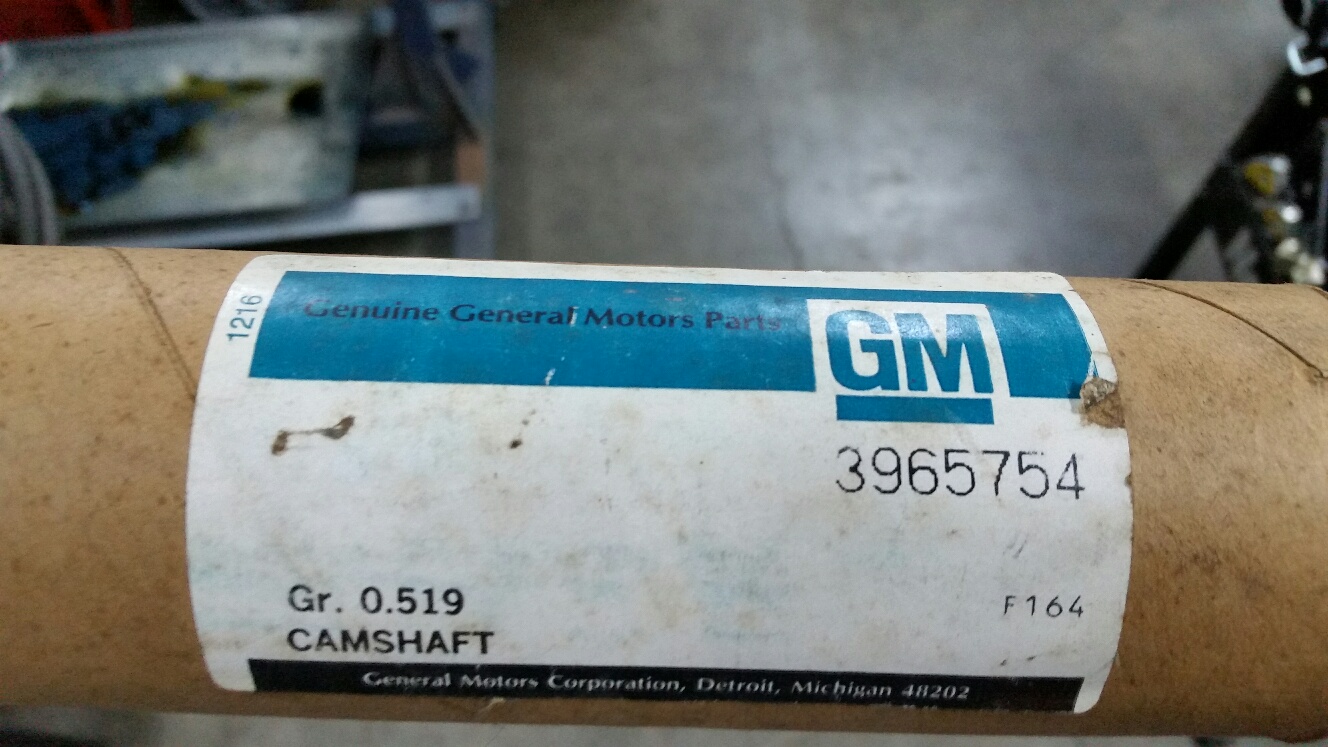 1216
Genuine General Motors Parts
GM
3965754
Gr. 0.519
F164
CAMSHAFT
General Motors Corporation, Detroit, Michigan 48202